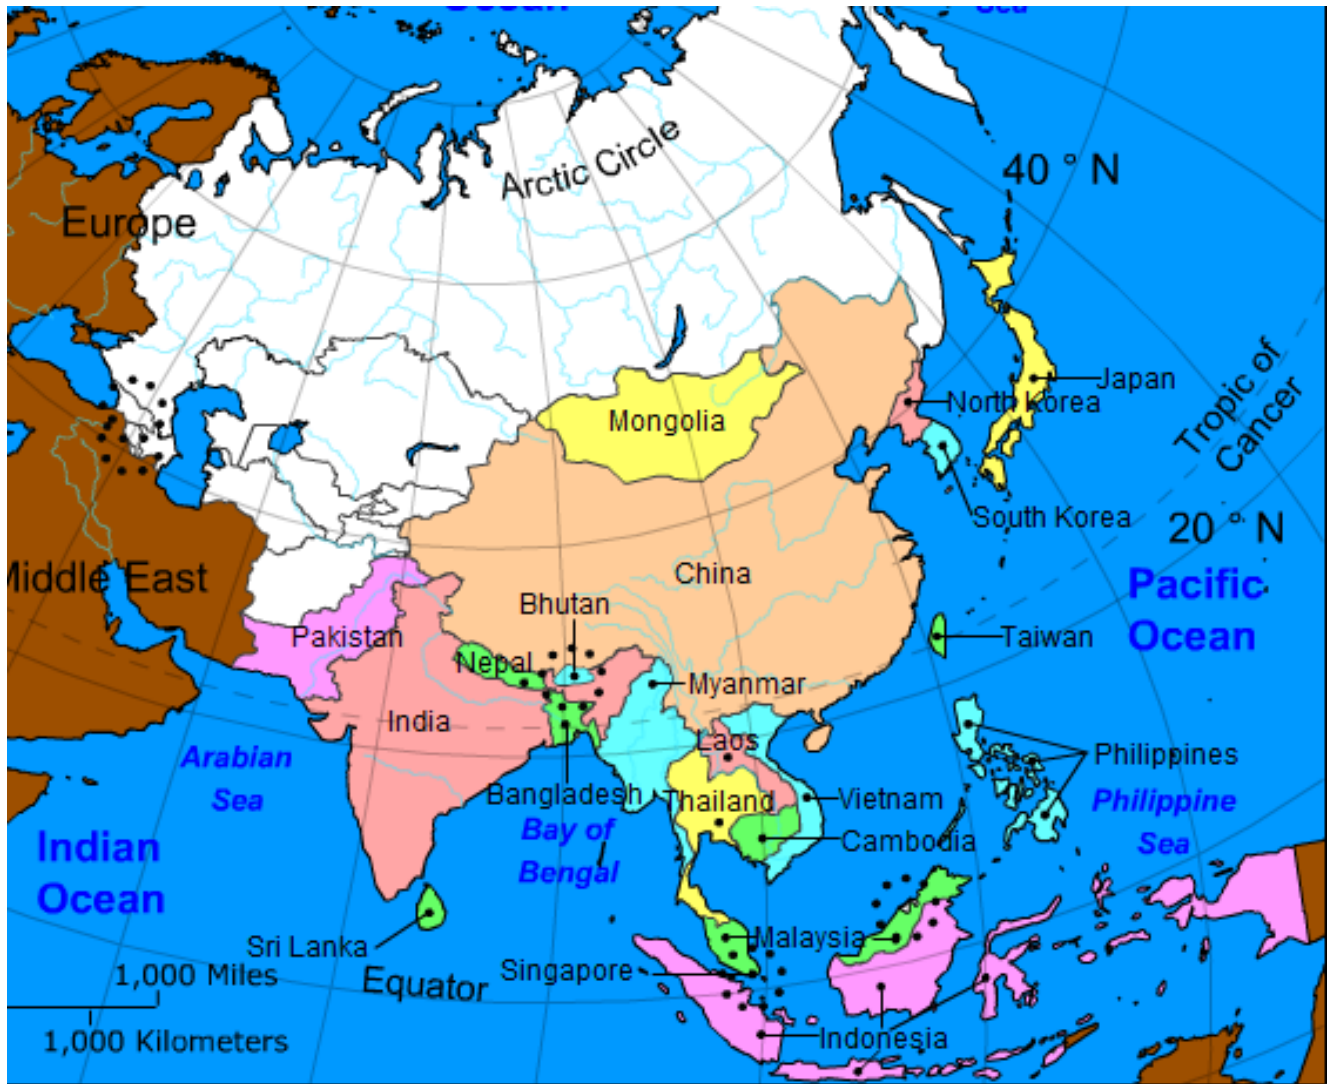 Ocean
Sea
Arctic Circle
40 ° N
Europe
Tropic of
Cancer
Japan
North Korea
Mongolia
South Korea
20 ° N
China
Middle East
Pacific
Ocean
Bhutan
Pakistan
Taiwan
Nepal
Myanmar
India
Laos
Arabian
Sea
Philippines
Bangladesh
Thailand
Vietnam
Philippine
Sea
Bay of
Bengal
Cambodia
Indian
Ocean
Sri Lanka
Malaysia
Singapore
1,000 Miles
Equator
Indonesia
1,000 Kilometers